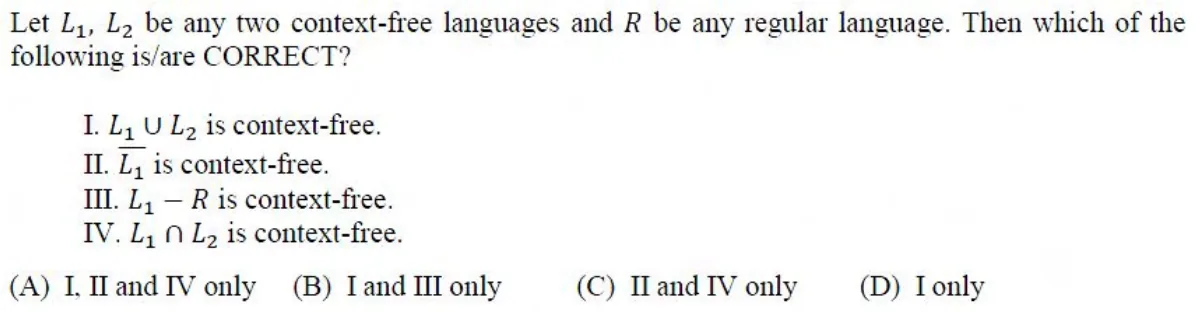 Let L₁, L₂ be any two context-free languages and R be any regular language. Then which of the
following is/are CORRECT?
I. L₁ ∪ L₂ is context-free.
II. L̅₁ is context-free.
III. L₁ − R is context-free.
IV. L₁ ∩ L₂ is context-free.
(A) I, II and IV only (B) I and III only (C) II and IV only (D) I only